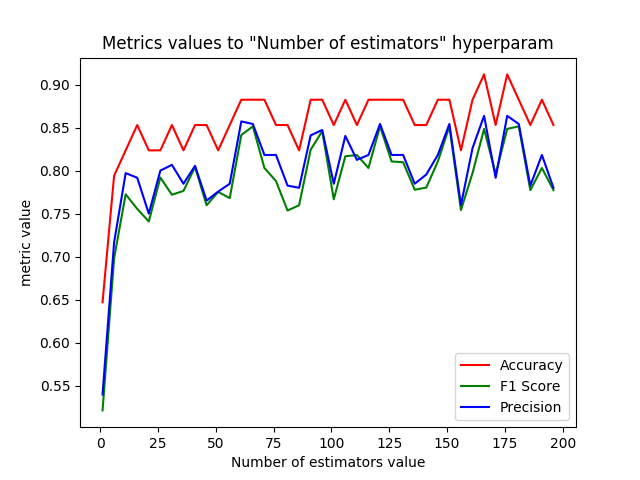 Metrics values to "Number of estimators" hyperparam
0.90
0.85
0.80
0.75
0.70
0.65
0.60
0.55
metric value
Accuracy
F1 Score
Precision
0 25 50 75 100 125 150 175 200
Number of estimators value